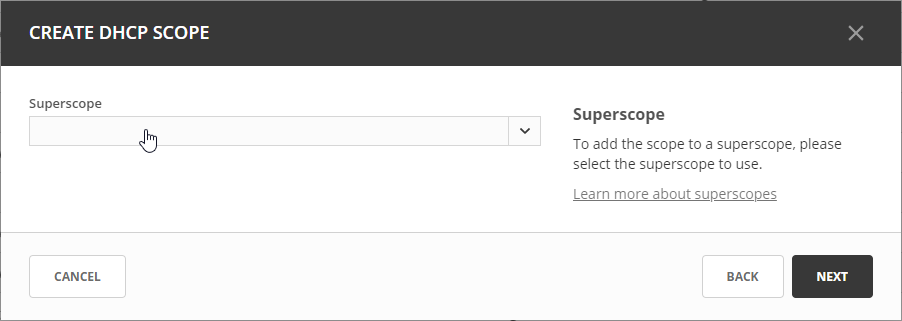 CREATE DHCP SCOPE
Superscope
Superscope
To add the scope to a superscope, please
select the superscope to use.
Learn more about superscopes
CANCEL
BACK
NEXT